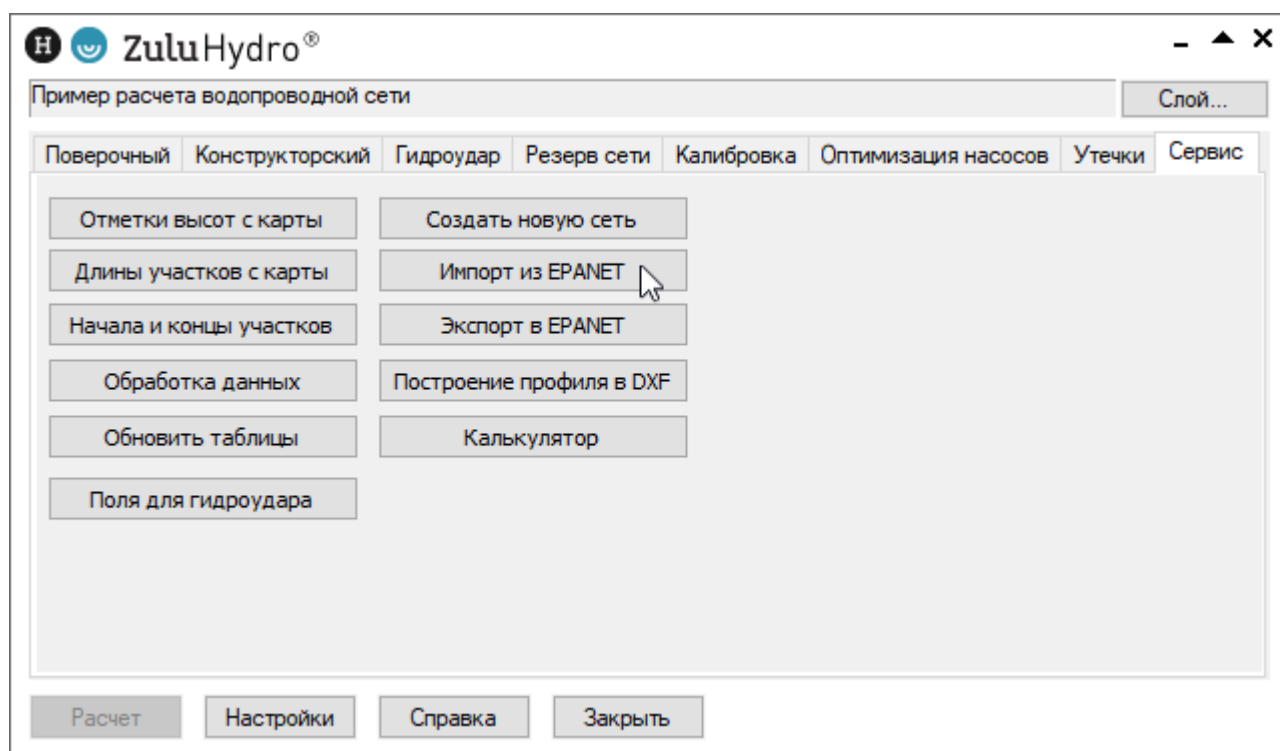 H ZuluHydro®
Пример расчета водопроводной сети Слой...
Поверочный Конструкторский Гидроудар Резерв сети Калибровка Оптимизация насосов Утечки Сервис
Отметки высот с карты Создать новую сеть
Длины участков с карты Импорт из EPANET
Начала и концы участков Экспорт в EPANET
Обработка данных Построение профиля в DXF
Обновить таблицы Калькулятор
Поля для гидроудара
Расчет Настройки Справка Закрыть